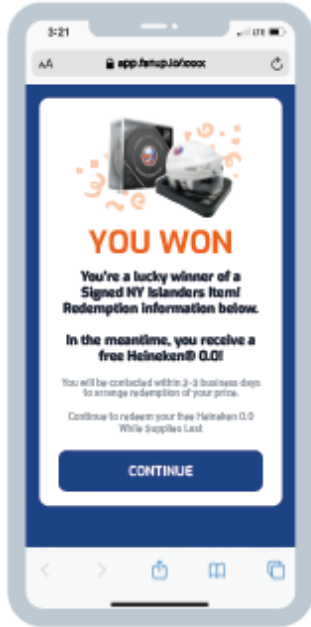 3:21
LTE
AA
app.fanup.io/xxxx
YOU WON
You're a lucky winner of a
Signed NY Islanders Item!
Redemption information below.
In the meantime, you receive a
free Heineken® 0.0!
You will be contacted within 2-3 business days
to arrange redemption of your prize.
Continue to redeem your free Heineken 0.0
While Supplies Last
CONTINUE